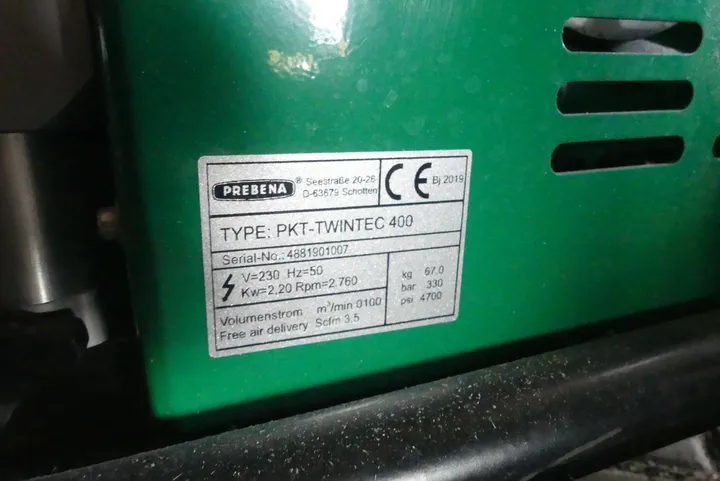 PREBENA® Seestraße 20-26 CE Bj 2019
D-63679 Schotten
TYPE: PKT-TWINTEC 400
Serial-No.: 4881901007
V=230 Hz=50 kg 67.0
Kw=2.20 Rpm=2.760 bar 330
psi 4700
Volumenstrom m³/min 0100
Free air delivery Scfm 3.5